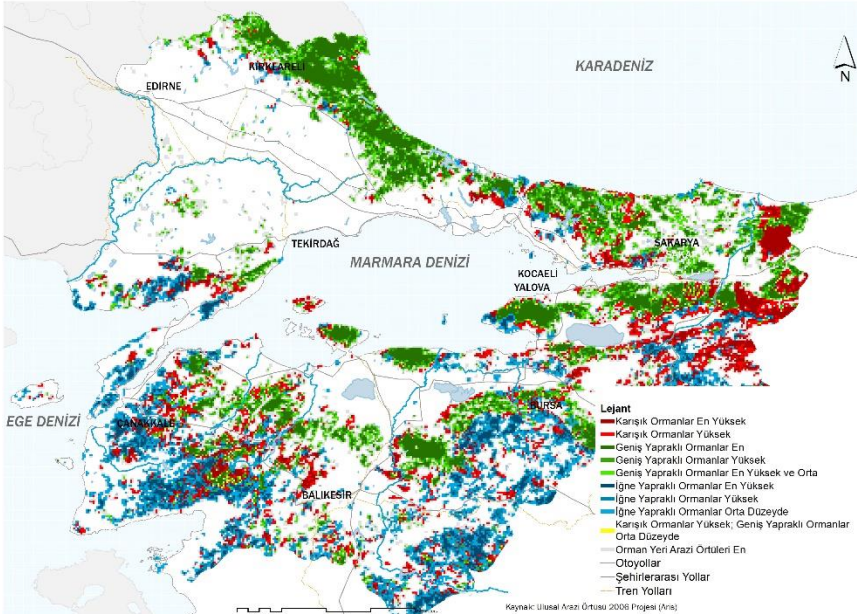 KARADENİZ
N
KIRKLARELİ
EDİRNE
TEKİRDAĞ
MARMARA DENİZİ
SAKARYA
KOCAELİ
YALOVA
EGE DENİZİ
ÇANAKKALE
BURSA
BALIKESİR
Lejant
Karışık Ormanlar En Yüksek
Karışık Ormanlar Yüksek
Geniş Yapraklı Ormanlar En
Geniş Yapraklı Ormanlar Yüksek
Geniş Yapraklı Ormanlar En Yüksek ve Orta
İğne Yapraklı Ormanlar En Yüksek
İğne Yapraklı Ormanlar Yüksek
İğne Yapraklı Ormanlar Orta Düzeyde
Karışık Ormanlar Yüksek; Geniş Yapraklı Ormanlar
Orta Düzeyde
Orman Yeri Arazi Örtüleri En
Otoyollar
Şehirlerarası Yollar
Tren Yolları
Kaynak: Ulusal Arazi Örtüsü 2006 Projesi (Aris)